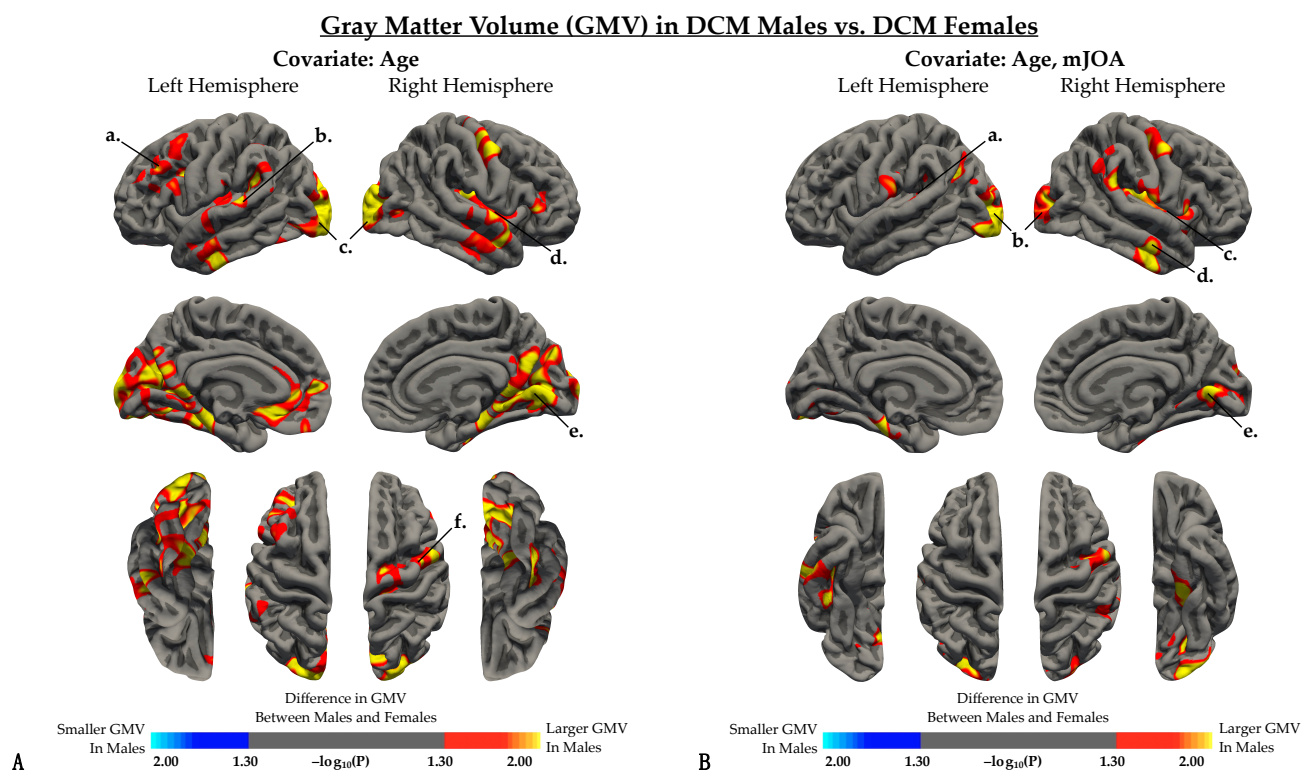 Gray Matter Volume (GMV) in DCM Males vs. DCM Females
Covariate: Age
Left Hemisphere
Right Hemisphere
a.
b.
c.
d.
e.
f.
Difference in GMV
Between Males and Females
Smaller GMV
In Males
Larger GMV
In Males
2.00
1.30
–log10(P)
1.30
2.00
A
Covariate: Age, mJOA
Left Hemisphere
Right Hemisphere
a.
b.
c.
d.
e.
Difference in GMV
Between Males and Females
Smaller GMV
In Males
Larger GMV
In Males
2.00
1.30
–log10(P)
1.30
2.00
B